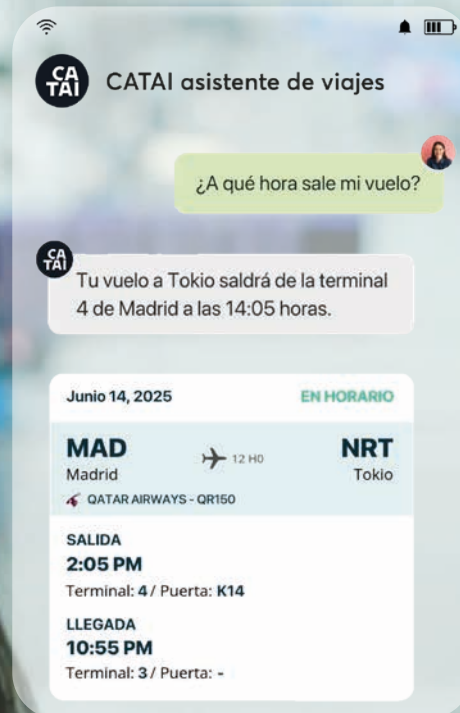 CA
TAI
CATAI asistente de viajes
¿A qué hora sale mi vuelo?
CA
TAI
Tu vuelo a Tokio saldrá de la terminal
4 de Madrid a las 14:05 horas.
Junio 14, 2025 EN HORARIO
MAD 12 H0 NRT
Madrid Tokio
QATAR AIRWAYS - QR150
SALIDA
2:05 PM
Terminal: 4 / Puerta: K14
LLEGADA
10:55 PM
Terminal: 3 / Puerta: -